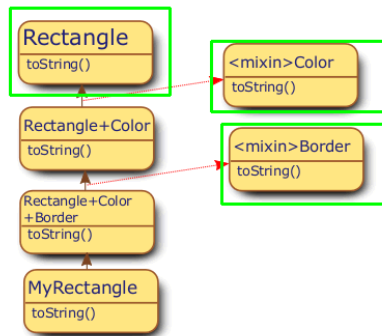 Rectangle
toString()
<mixin>Color
toString()
Rectangle+Color
toString()
<mixin>Border
toString()
Rectangle+Color
+Border
toString()
MyRectangle
toString()